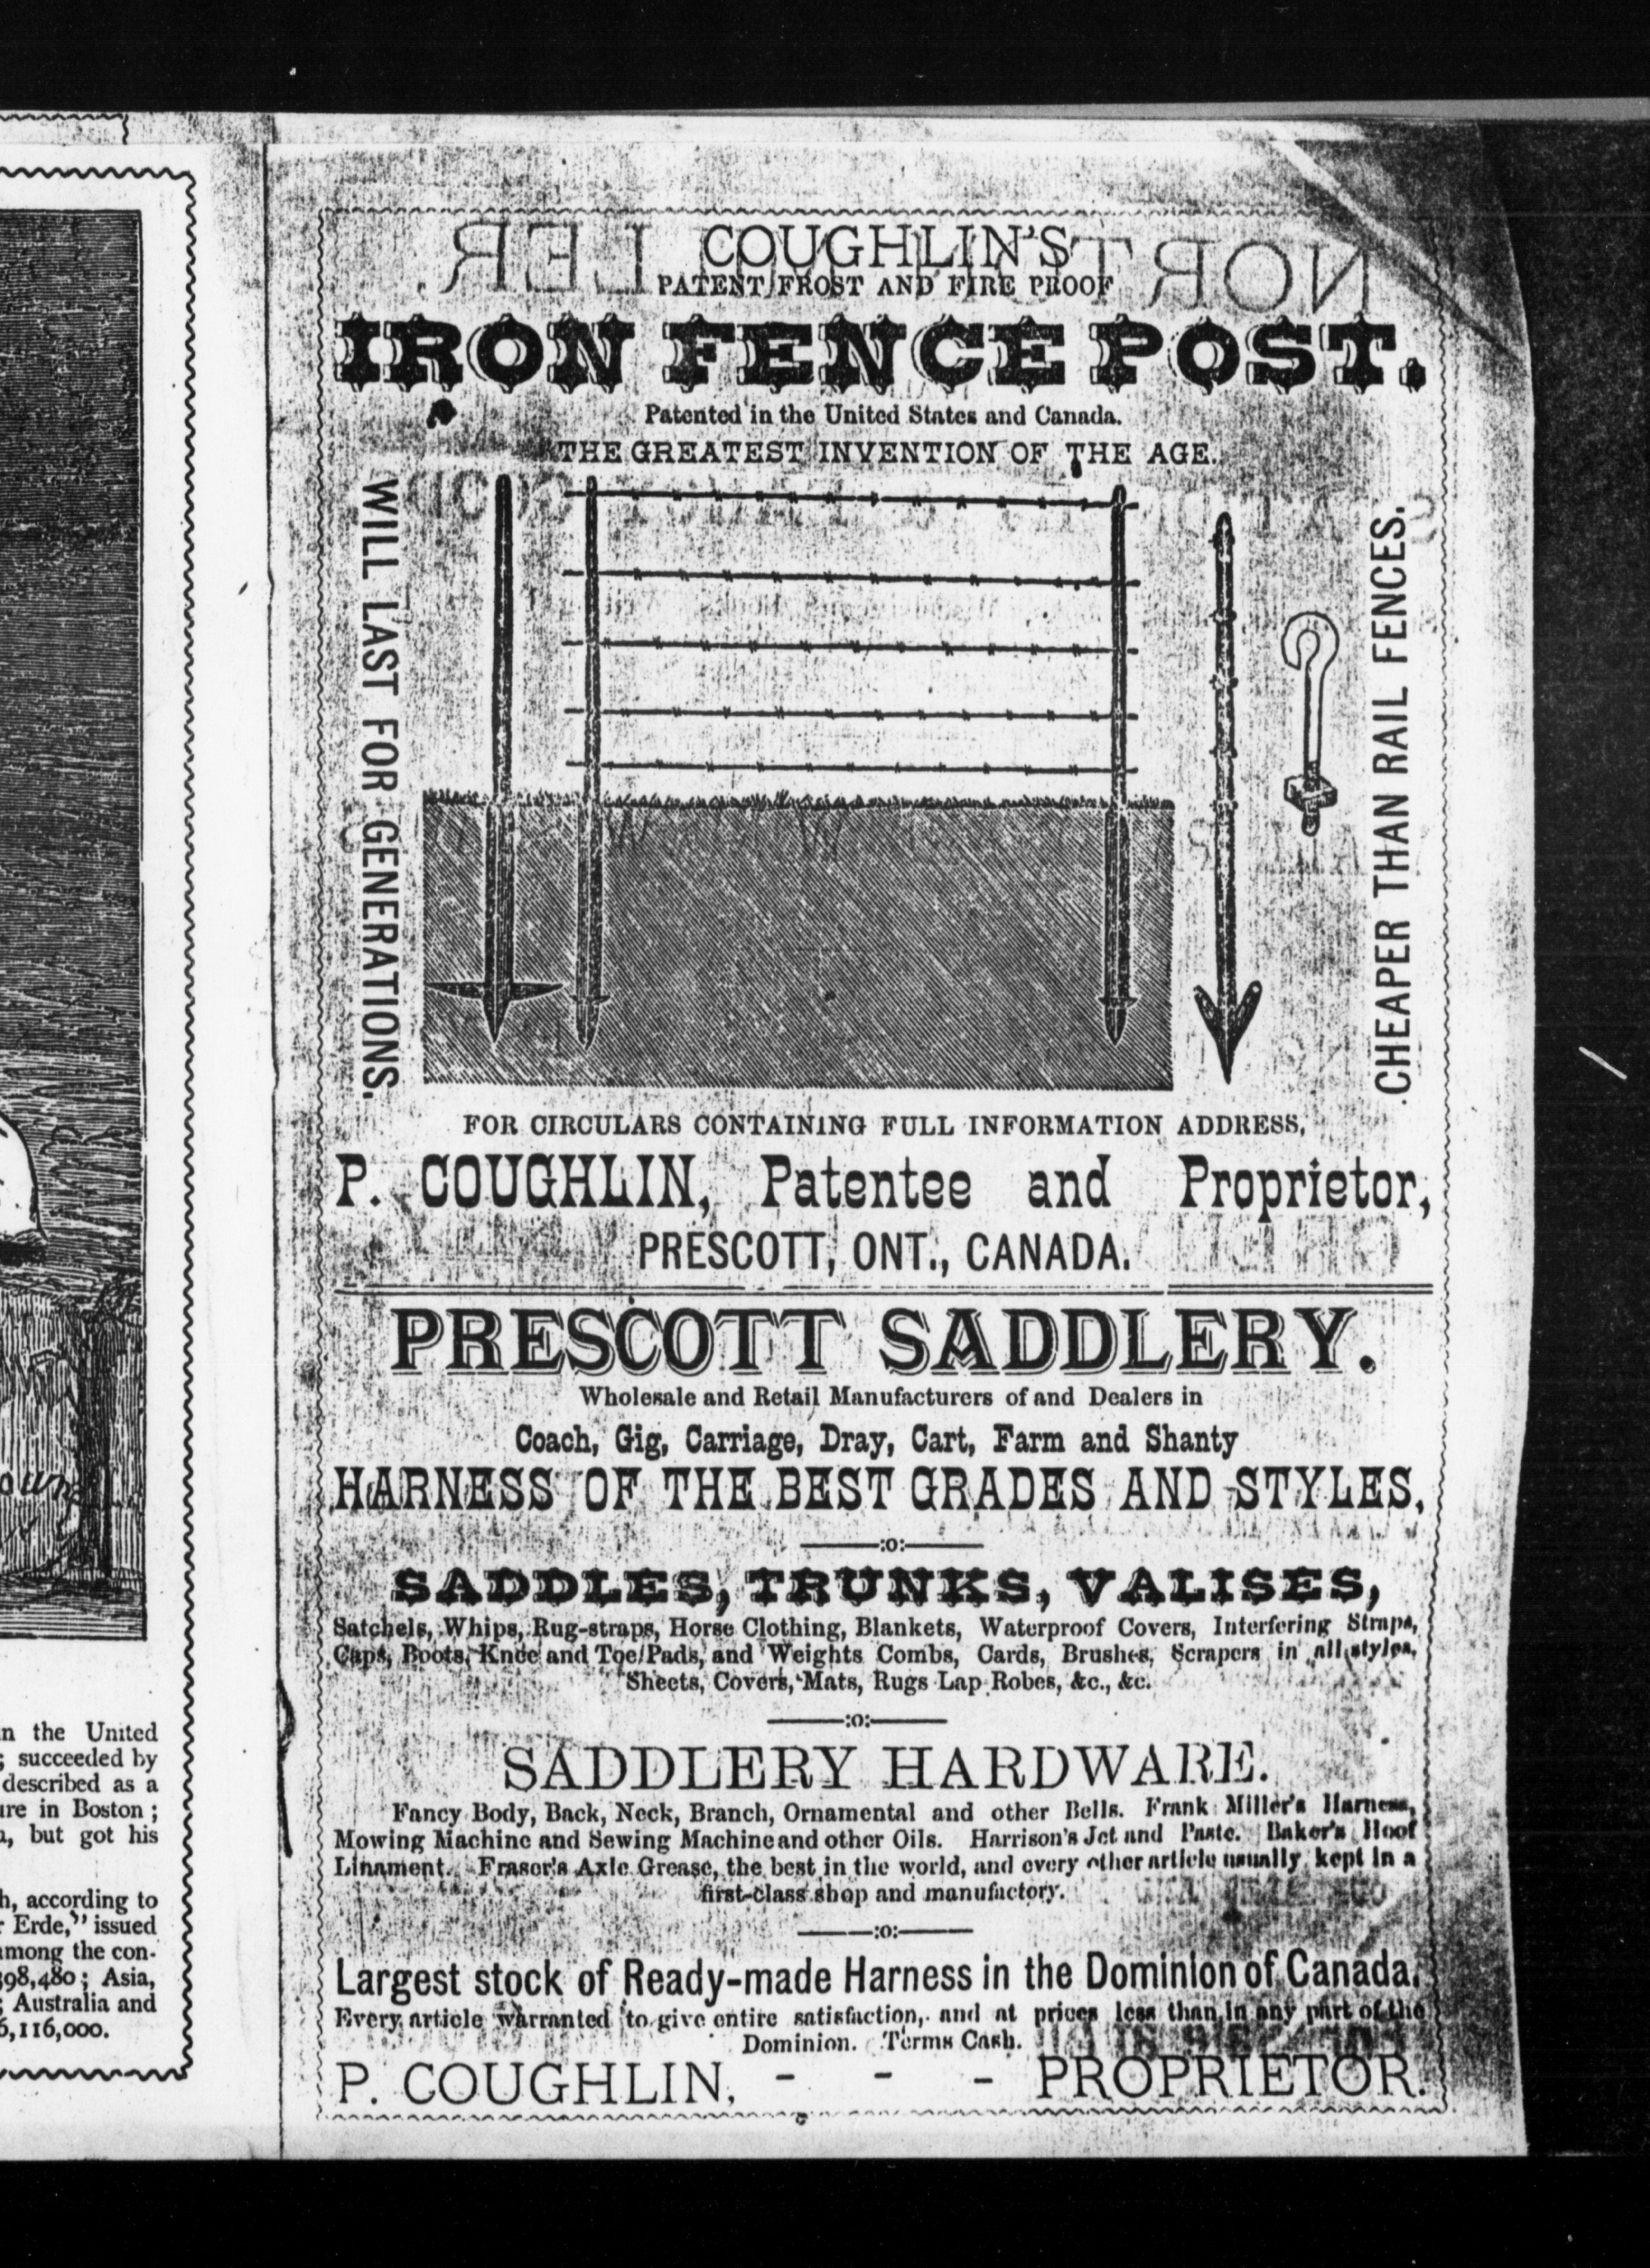 n the United
; succeeded by
described as a
ure in Boston ;
, but got his
h, according to
r Erde," issued
among the con-
398,480 ; Asia,
; Australia and
6,116,000.
COUGHLIN'S
PATENT FROST AND FIRE PROOF
IRON FENCE POST.
Patented in the United States and Canada.
THE GREATEST INVENTION OF THE AGE.
WILL LAST FOR GENERATIONS.
CHEAPER THAN RAIL FENCES.
FOR CIRCULARS CONTAINING FULL INFORMATION ADDRESS,
P. COUGHLIN, Patentee and Proprietor,
PRESCOTT, ONT., CANADA.
PRESCOTT SADDLERY.
Wholesale and Retail Manufacturers of and Dealers in
Coach, Gig, Carriage, Dray, Cart, Farm and Shanty
HARNESS OF THE BEST GRADES AND STYLES,
:o:
SADDLES, TRUNKS, VALISES,
Satchels, Whips, Rug-straps, Horse Clothing, Blankets, Waterproof Covers, Interfering Straps,
Caps, Boots, Knee and Toe Pads, and Weights Combs, Cards, Brushes, Scrapers in all styles,
Sheets, Covers, Mats, Rugs Lap Robes, &c., &c.
:o:
SADDLERY HARDWARE.
Fancy Body, Back, Neck, Branch, Ornamental and other Bells. Frank Miller's Harness,
Mowing Machine and Sewing Machine and other Oils. Harrison's Jet and Paste. Baker's Hoof
Linament. Frasor's Axle Grease, the best in the world, and every other article usually kept in a
first-class shop and manufactory.
:o:
Largest stock of Ready-made Harness in the Dominion of Canada.
Every article warranted to give entire satisfaction, and at prices less than in any part of the
Dominion. Terms Cash.
P. COUGHLIN, - - - PROPRIETOR.